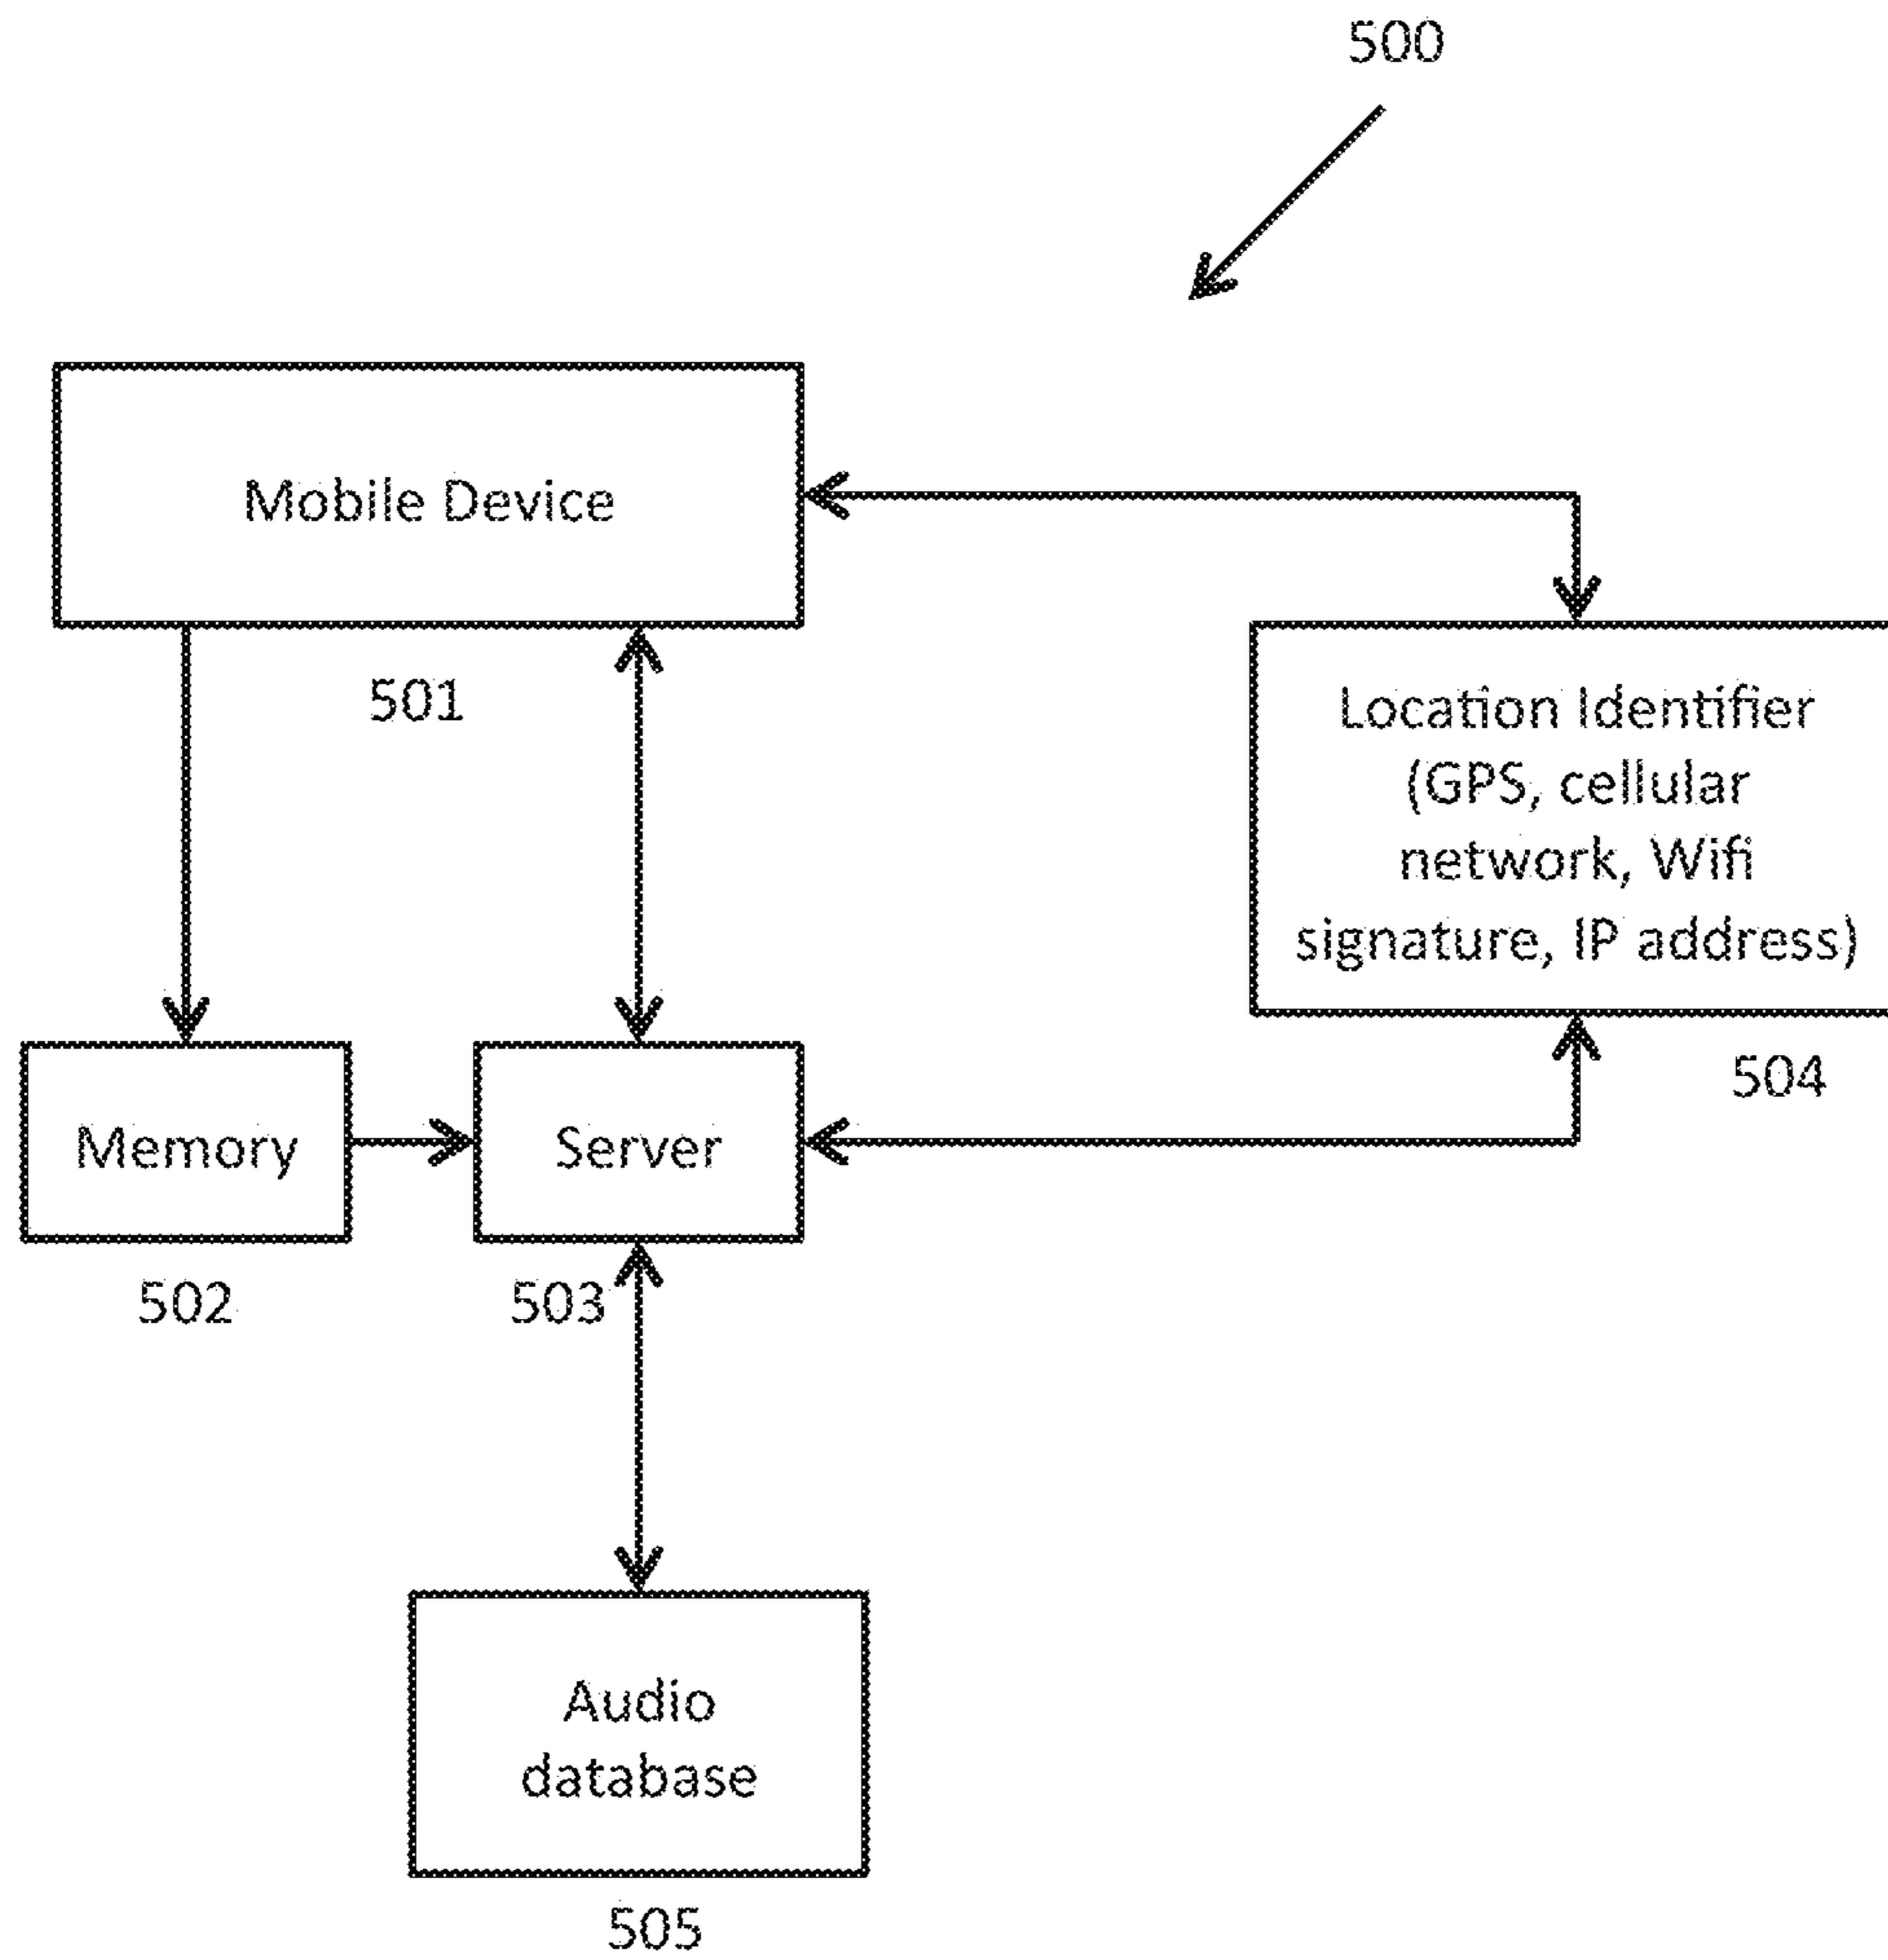 500
Mobile Device
501
Location Identifier
(GPS, cellular
network, Wifi
signature, IP address)
504
Memory
Server
502
503
Audio
database
505